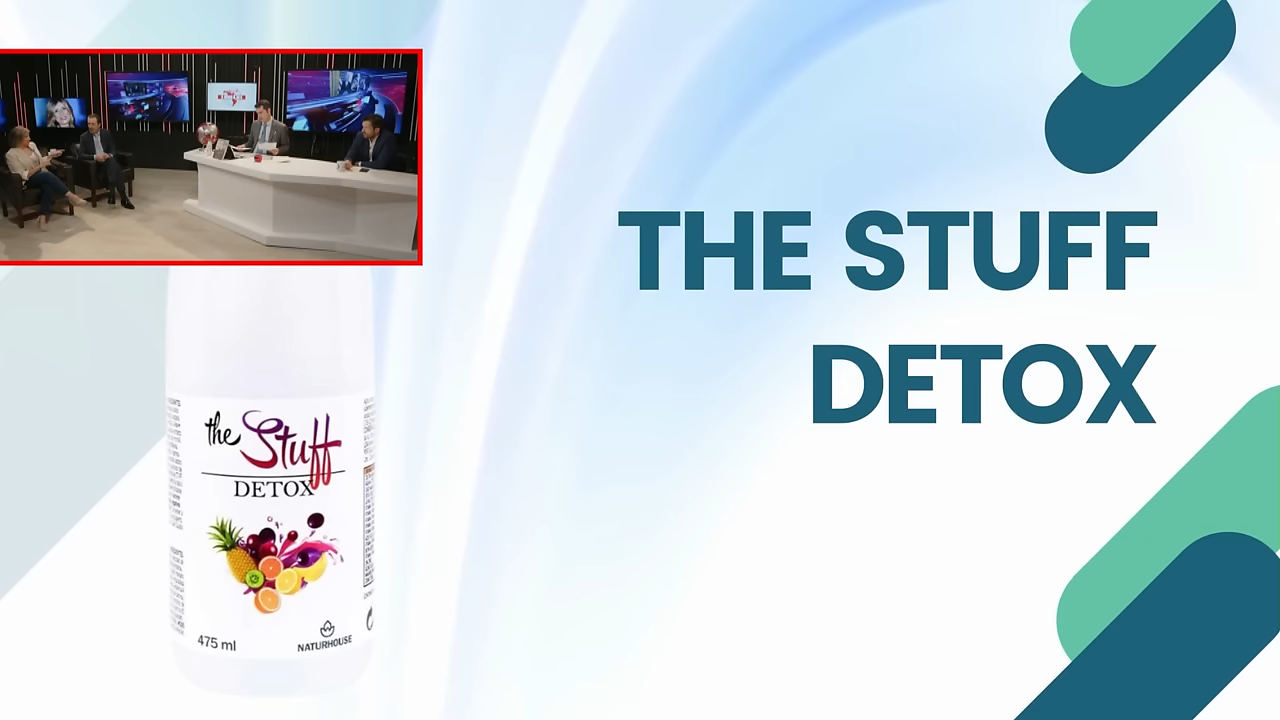 THE STUFF
DETOX
the Stuff
DETOX
475 ml
NATURHOUSE